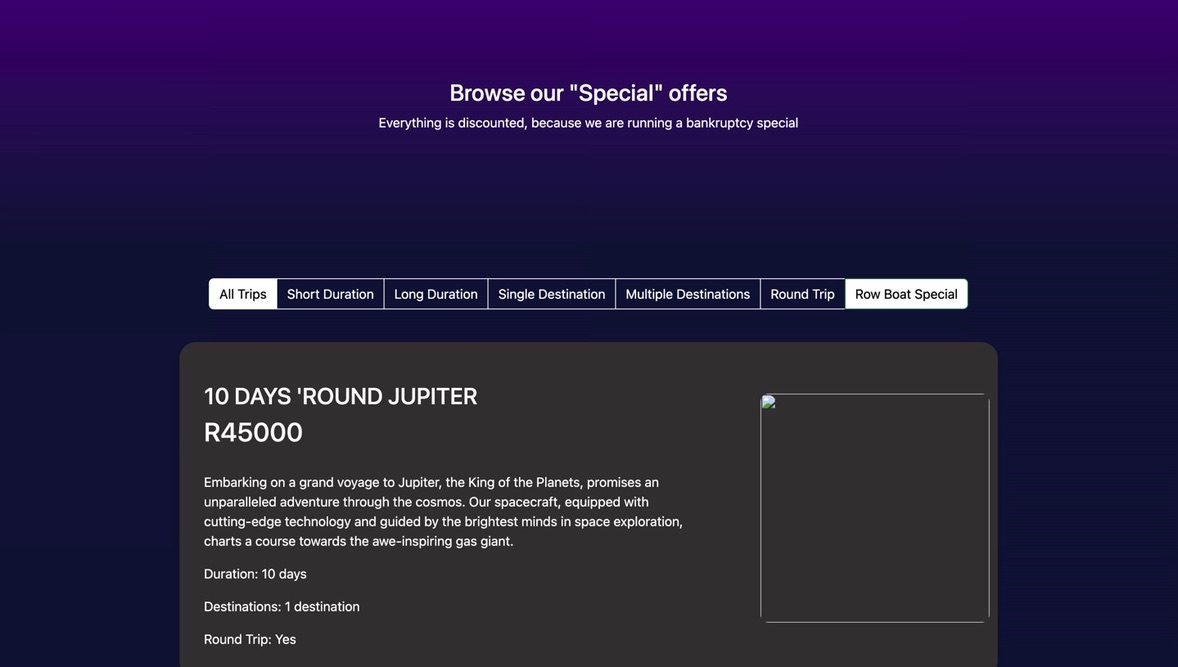 Browse our "Special" offers
Everything is discounted, because we are running a bankruptcy special
All Trips
Short Duration
Long Duration
Single Destination
Multiple Destinations
Round Trip
Row Boat Special
10 DAYS 'ROUND JUPITER
R45000
Embarking on a grand voyage to Jupiter, the King of the Planets, promises an
unparalleled adventure through the cosmos. Our spacecraft, equipped with
cutting-edge technology and guided by the brightest minds in space exploration,
charts a course towards the awe-inspiring gas giant.
Duration: 10 days
Destinations: 1 destination
Round Trip: Yes